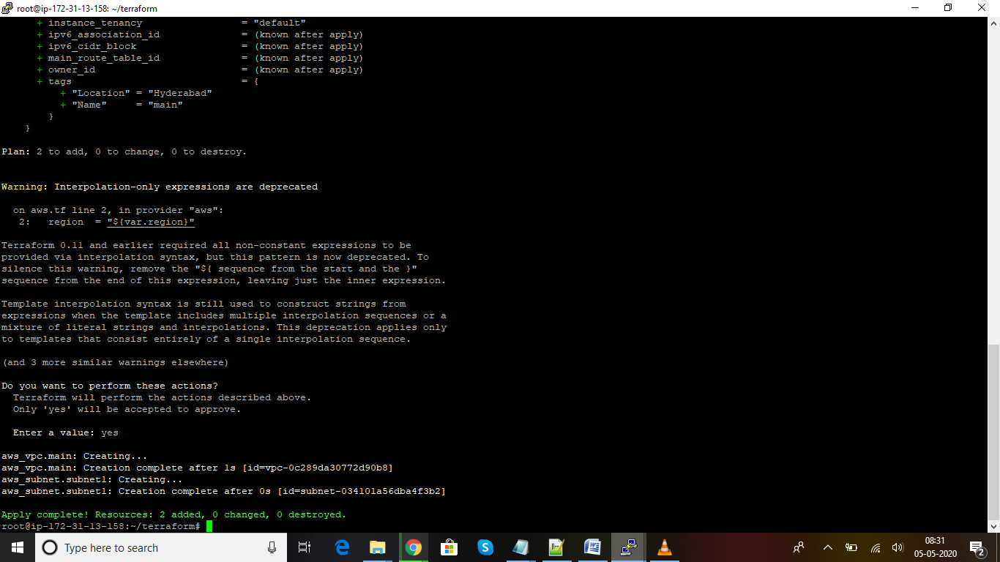 root@ip-172-31-13-158: ~/terraform
+ instance_tenancy = "default"
+ ipv6_association_id = (known after apply)
+ ipv6_cidr_block = (known after apply)
+ main_route_table_id = (known after apply)
+ owner_id = (known after apply)
+ tags = {
+ "Location" = "Hyderabad"
+ "Name" = "main"
}
}
Plan: 2 to add, 0 to change, 0 to destroy.
Warning: Interpolation-only expressions are deprecated
on aws.tf line 2, in provider "aws":
2: region = "${var.region}"
Terraform 0.11 and earlier required all non-constant expressions to be
provided via interpolation syntax, but this pattern is now deprecated. To
silence this warning, remove the "${ sequence from the start and the }"
sequence from the end of this expression, leaving just the inner expression.
Template interpolation syntax is still used to construct strings from
expressions when the template includes multiple interpolation sequences or a
mixture of literal strings and interpolations. This deprecation applies only
to templates that consist entirely of a single interpolation sequence.
(and 3 more similar warnings elsewhere)
Do you want to perform these actions?
Terraform will perform the actions described above.
Only 'yes' will be accepted to approve.
Enter a value: yes
aws_vpc.main: Creating...
aws_vpc.main: Creation complete after 1s [id=vpc-0c289da30772d90b8]
aws_subnet.subnet1: Creating...
aws_subnet.subnet1: Creation complete after 0s [id=subnet-034101a56dba4f3b2]
Apply complete! Resources: 2 added, 0 changed, 0 destroyed.
root@ip-172-31-13-158:~/terraform#
Type here to search
08:31
05-05-2020
2